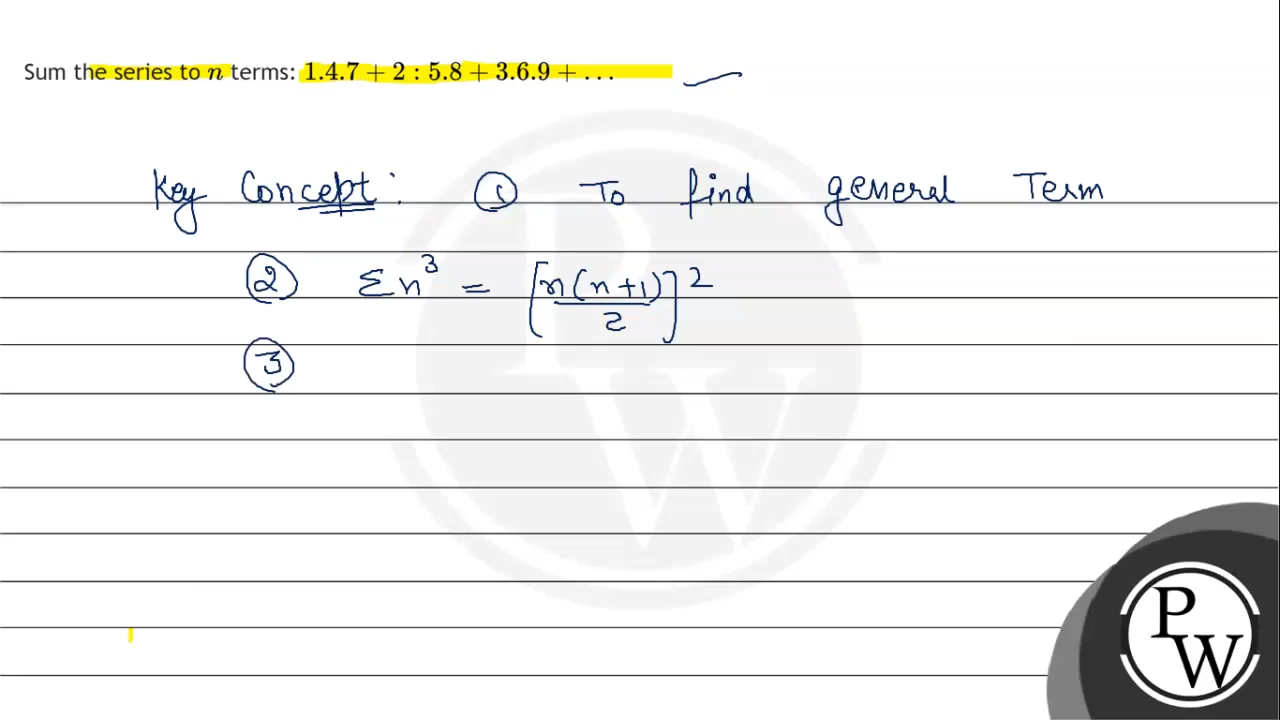 Sum the series to n terms: 1.4.7 + 2 : 5.8 + 3.6.9 + …
Key Concept: ① To find general Term
② Σn³ = [n(n+1)/2]²
③
PW